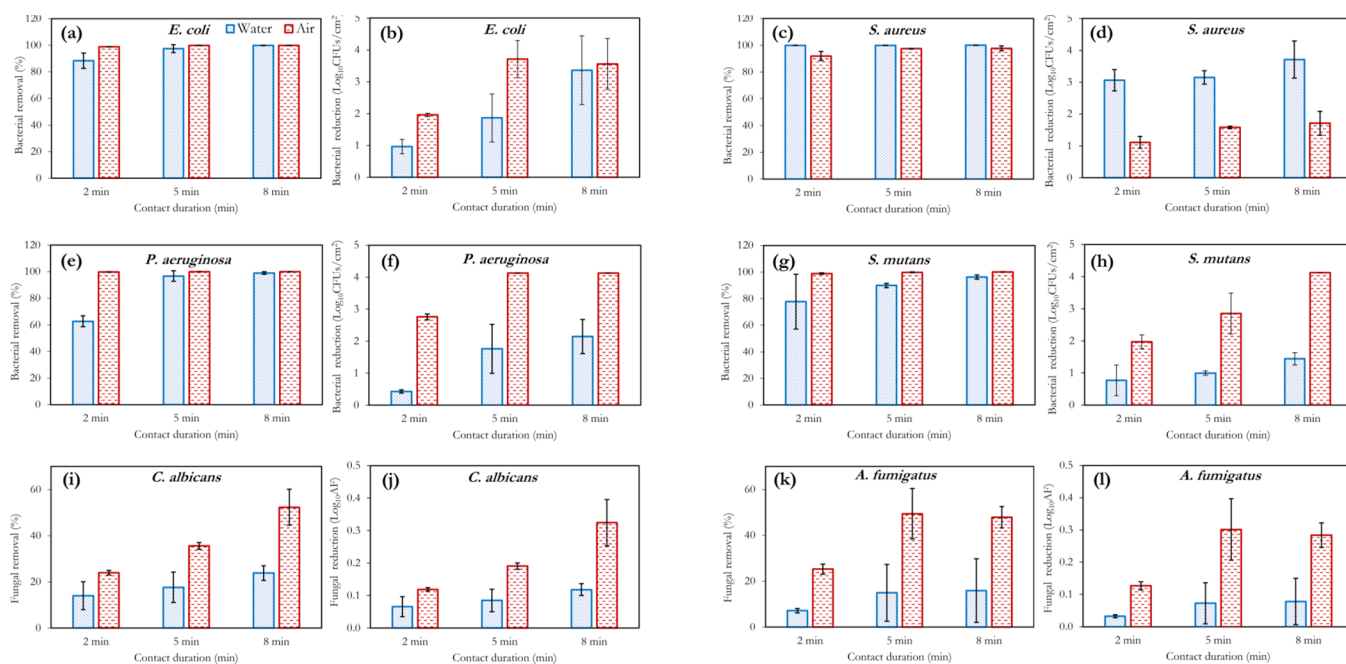 (a)
E. coli
Water
Air
Bacterial removal (%)
120
100
80
60
40
20
0
2 min
5 min
8 min
Contact duration (min)
(b)
E. coli
Bacterial reduction (Log₁₀CFUs/cm²)
5
4
3
2
1
0
2 min
5 min
8 min
Contact duration (min)
(c)
S. aureus
Bacterial removal (%)
120
100
80
60
40
20
0
2 min
5 min
8 min
Contact duration (min)
(d)
S. aureus
Bacterial reduction (Log₁₀CFUs/cm²)
5
4
3
2
1
0
2 min
5 min
8 min
Contact duration (min)
(e)
P. aeruginosa
Bacterial removal (%)
120
100
80
60
40
20
0
2 min
5 min
8 min
Contact duration (min)
(f)
P. aeruginosa
Bacterial reduction (Log₁₀CFUs/cm²)
5
4
3
2
1
0
2 min
5 min
8 min
Contact duration (min)
(g)
S. mutans
Bacterial removal (%)
120
100
80
60
40
20
0
2 min
5 min
8 min
Contact duration (min)
(h)
S. mutans
Bacterial reduction (Log₁₀CFUs/cm²)
5
4
3
2
1
0
2 min
5 min
8 min
Contact duration (min)
(i)
C. albicans
Fungal removal (%)
60
40
20
0
2 min
5 min
8 min
Contact duration (min)
(j)
C. albicans
Fungal reduction (Log₁₀AF)
0.5
0.4
0.3
0.2
0.1
0.0
2 min
5 min
8 min
Contact duration (min)
(k)
A. fumigatus
Fungal removal (%)
60
40
20
0
2 min
5 min
8 min
Contact duration (min)
(l)
A. fumigatus
Fungal reduction (Log₁₀AF)
0.5
0.4
0.3
0.2
0.1
0.0
2 min
5 min
8 min
Contact duration (min)